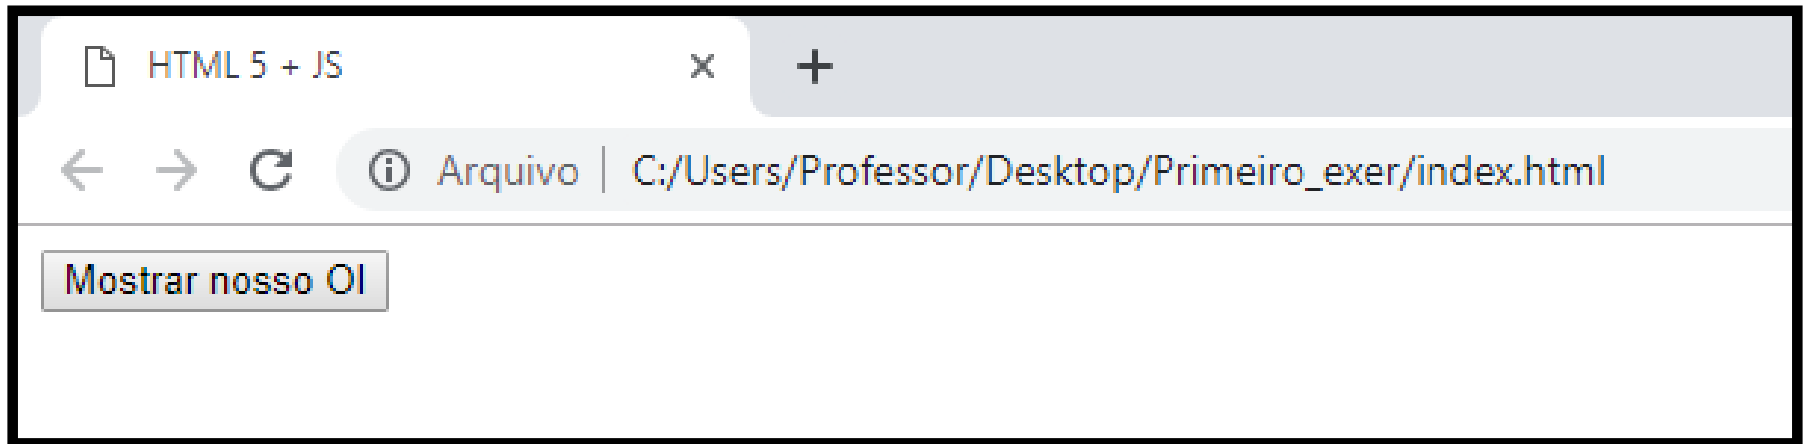 HTML 5 + JS
Arquivo C:/Users/Professor/Desktop/Primeiro_exer/index.html
Mostrar nosso OI